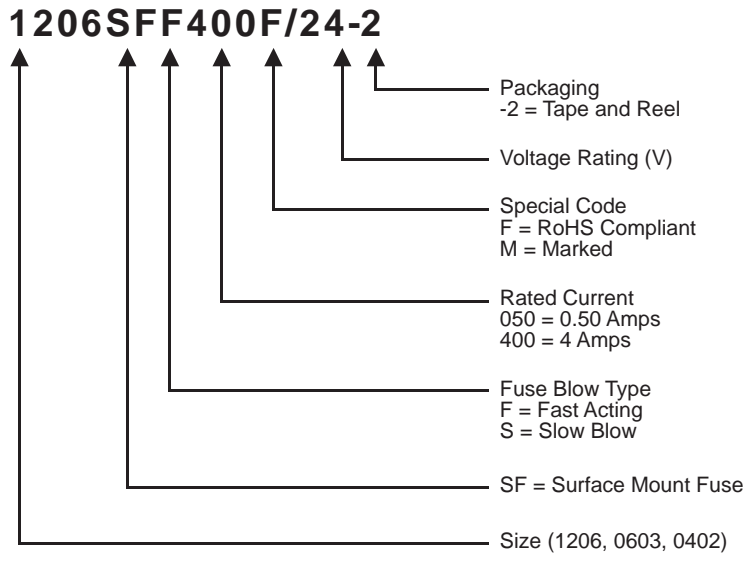 1206SFF400F/24-2
Packaging
-2 = Tape and Reel
Voltage Rating (V)
Special Code
F = RoHS Compliant
M = Marked
Rated Current
050 = 0.50 Amps
400 = 4 Amps
Fuse Blow Type
F = Fast Acting
S = Slow Blow
SF = Surface Mount Fuse
Size (1206, 0603, 0402)